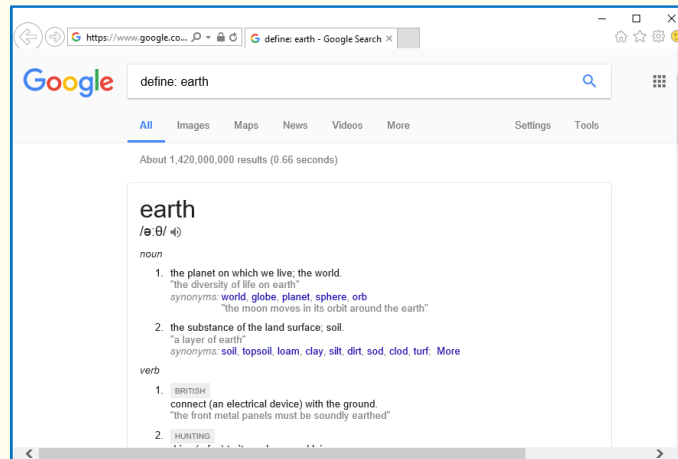 https://www.google.co... define: earth - Google Search
Google define: earth
All Images Maps News Videos More Settings Tools
About 1,420,000,000 results (0.66 seconds)
earth
/əːθ/
noun
1. the planet on which we live; the world.
"the diversity of life on earth"
synonyms: world, globe, planet, sphere, orb
"the moon moves in its orbit around the earth"
2. the substance of the land surface; soil.
"a layer of earth"
synonyms: soil, topsoil, loam, clay, silt, dirt, sod, clod, turf; More
verb
1. BRITISH
connect (an electrical device) with the ground.
"the front metal panels must be soundly earthed"
2. HUNTING